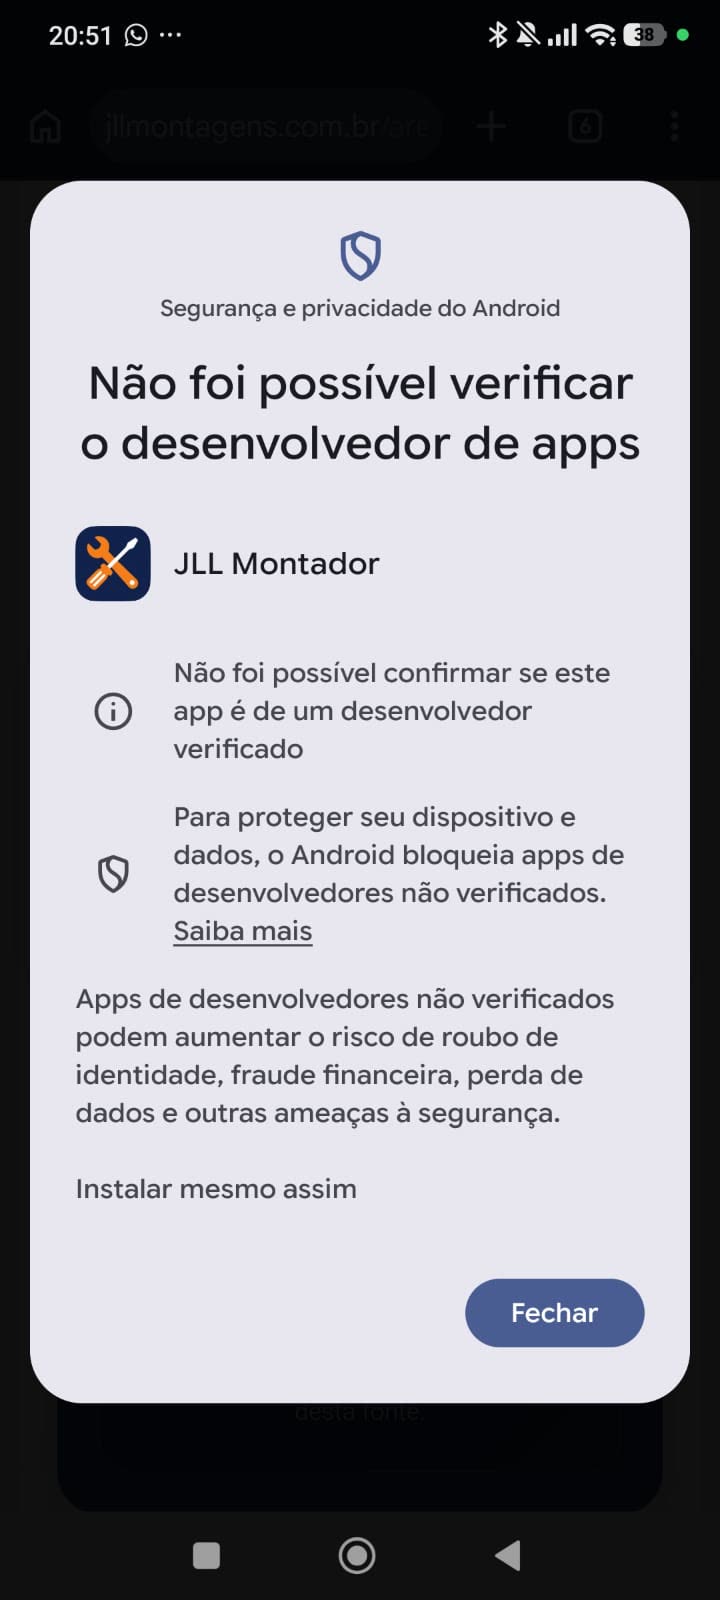 20:51
38
jllmontagens.com.br/are
6
Segurança e privacidade do Android
Não foi possível verificar
o desenvolvedor de apps
JLL Montador
Não foi possível confirmar se este
app é de um desenvolvedor
verificado
Para proteger seu dispositivo e
dados, o Android bloqueia apps de
desenvolvedores não verificados.
Saiba mais
Apps de desenvolvedores não verificados
podem aumentar o risco de roubo de
identidade, fraude financeira, perda de
dados e outras ameaças à segurança.
Instalar mesmo assim
Fechar
desta fonte.